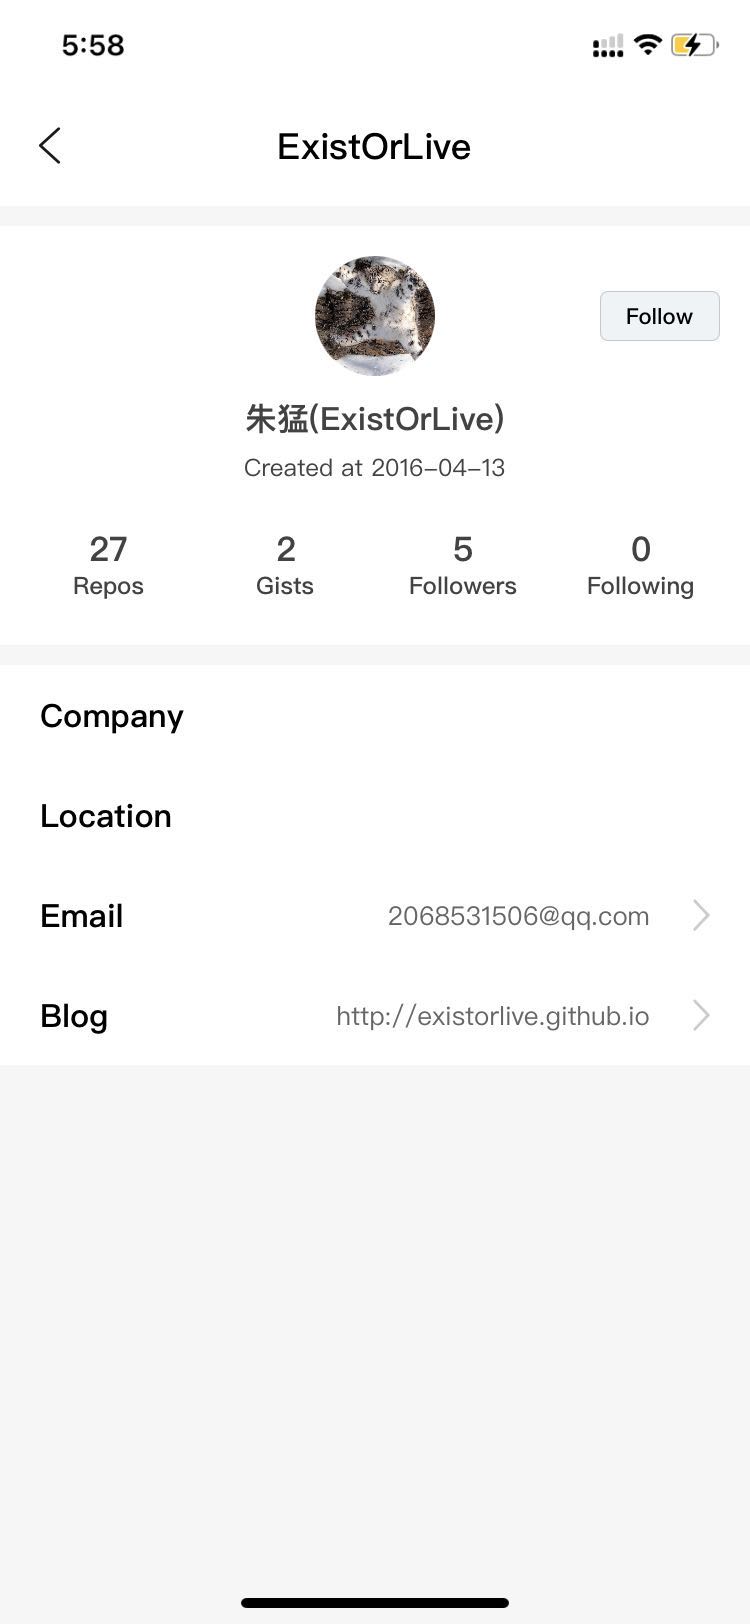 5:58
ExistOrLive
Follow
朱猛(ExistOrLive)
Created at 2016-04-13
27 2 5 0
Repos Gists Followers Following
Company
Location
Email 2068531506@qq.com
Blog http://existorlive.github.io